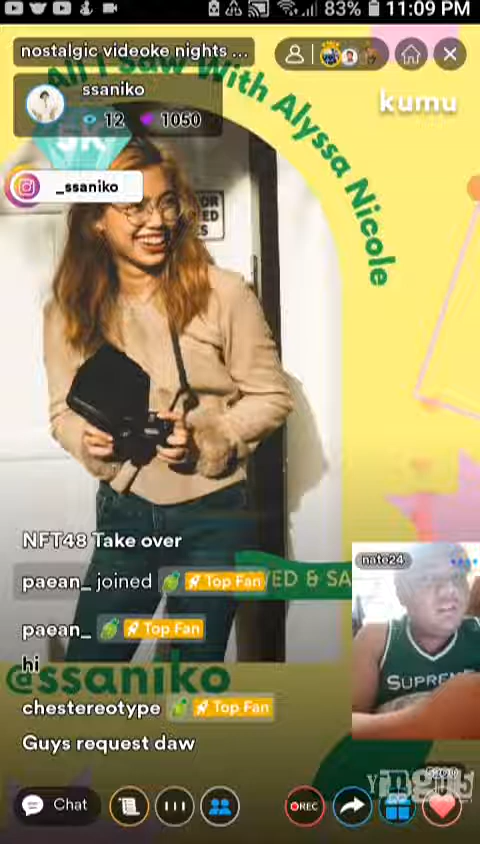 83% 11:09 PM
nostalgic videoke nights ...
ssaniko
12 1050
kumu
All I Saw With Alyssa Nicole
5K
_ssaniko
NFT48 Take over
paean_ joined Top Fan
paean_ Top Fan
hi
@ssaniko
chestereotype Top Fan
Guys request daw
nate24
SUPREME
Chat
REC